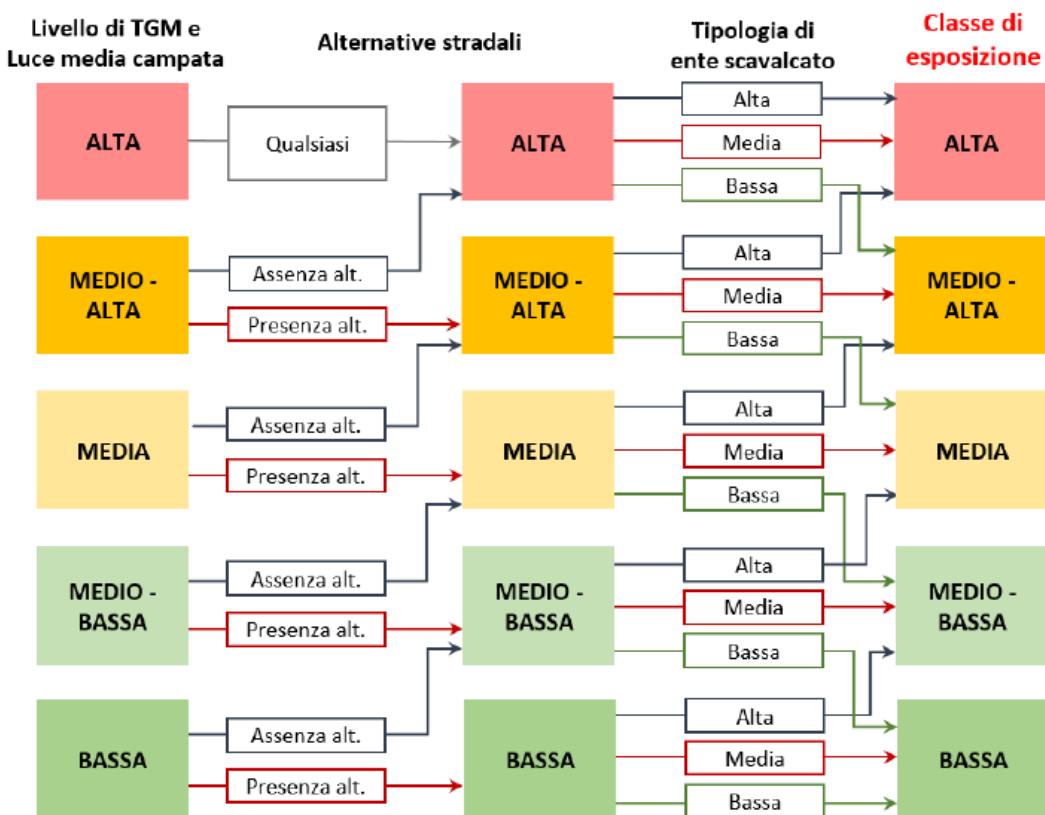 Livello di TGM e
Luce media campata
Alternative stradali
Tipologia di
ente scavalcato
Classe di
esposizione
ALTA
Qualsiasi
ALTA
Alta
Media
Bassa
ALTA
MEDIO -
ALTA
Assenza alt.
Presenza alt.
MEDIO -
ALTA
Alta
Media
Bassa
MEDIO -
ALTA
MEDIA
Assenza alt.
Presenza alt.
MEDIA
Alta
Media
Bassa
MEDIA
MEDIO -
BASSA
Assenza alt.
Presenza alt.
MEDIO -
BASSA
Alta
Media
Bassa
MEDIO -
BASSA
BASSA
Assenza alt.
Presenza alt.
BASSA
Alta
Media
Bassa
BASSA